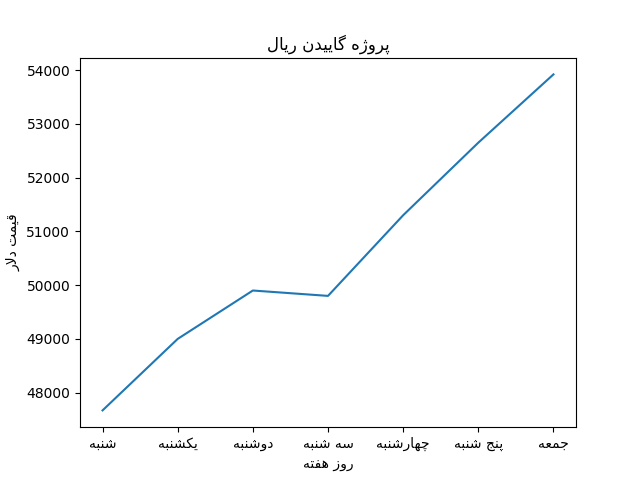 پروژه گاییدن ریال
54000
53000
52000
51000
50000
49000
48000
قیمت دلار
شنبه یکشنبه دوشنبه سه شنبه چهارشنبه پنج شنبه جمعه
روز هفته